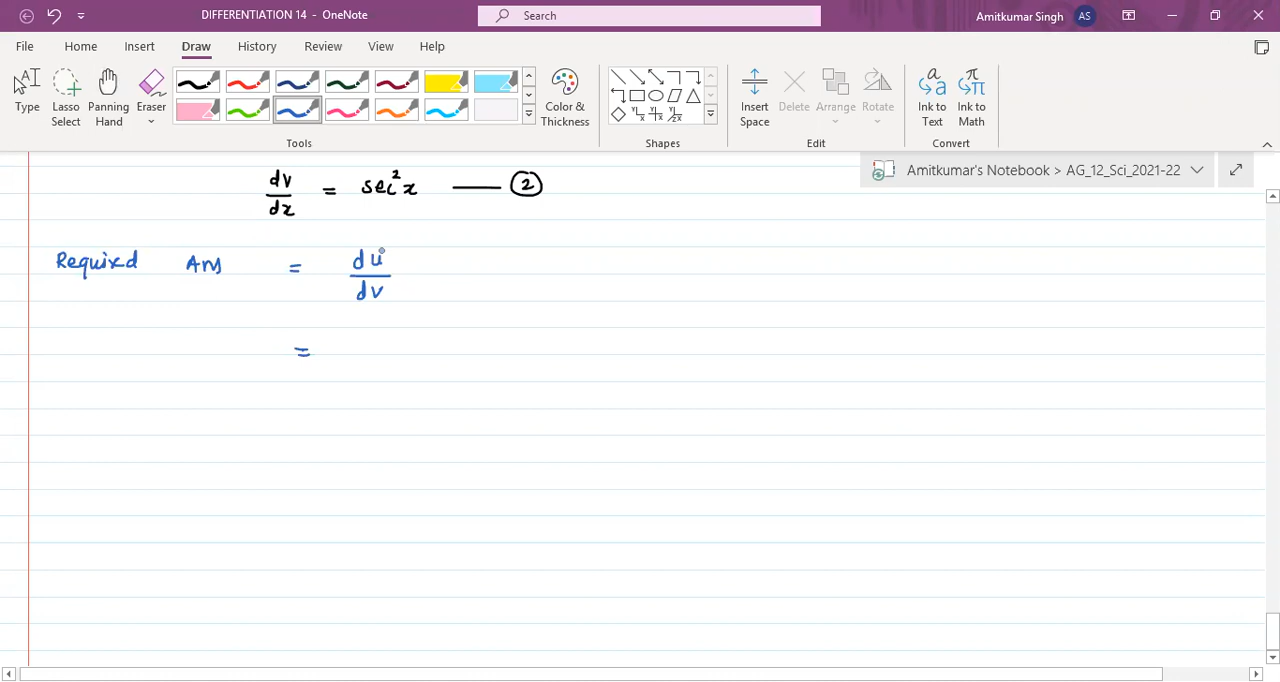 DIFFERENTIATION 14 - OneNote
Search
Amitkumar Singh AS
File Home Insert Draw History Review View Help
Type Lasso Select Panning Hand Eraser
Color & Thickness
Insert Space Delete Arrange Rotate
Ink to Text Ink to Math
Tools Shapes Edit Convert
Amitkumar's Notebook > AG_12_Sci_2021-22
dv/dx = sec²x —— ②
Required Ans = du/dv
=